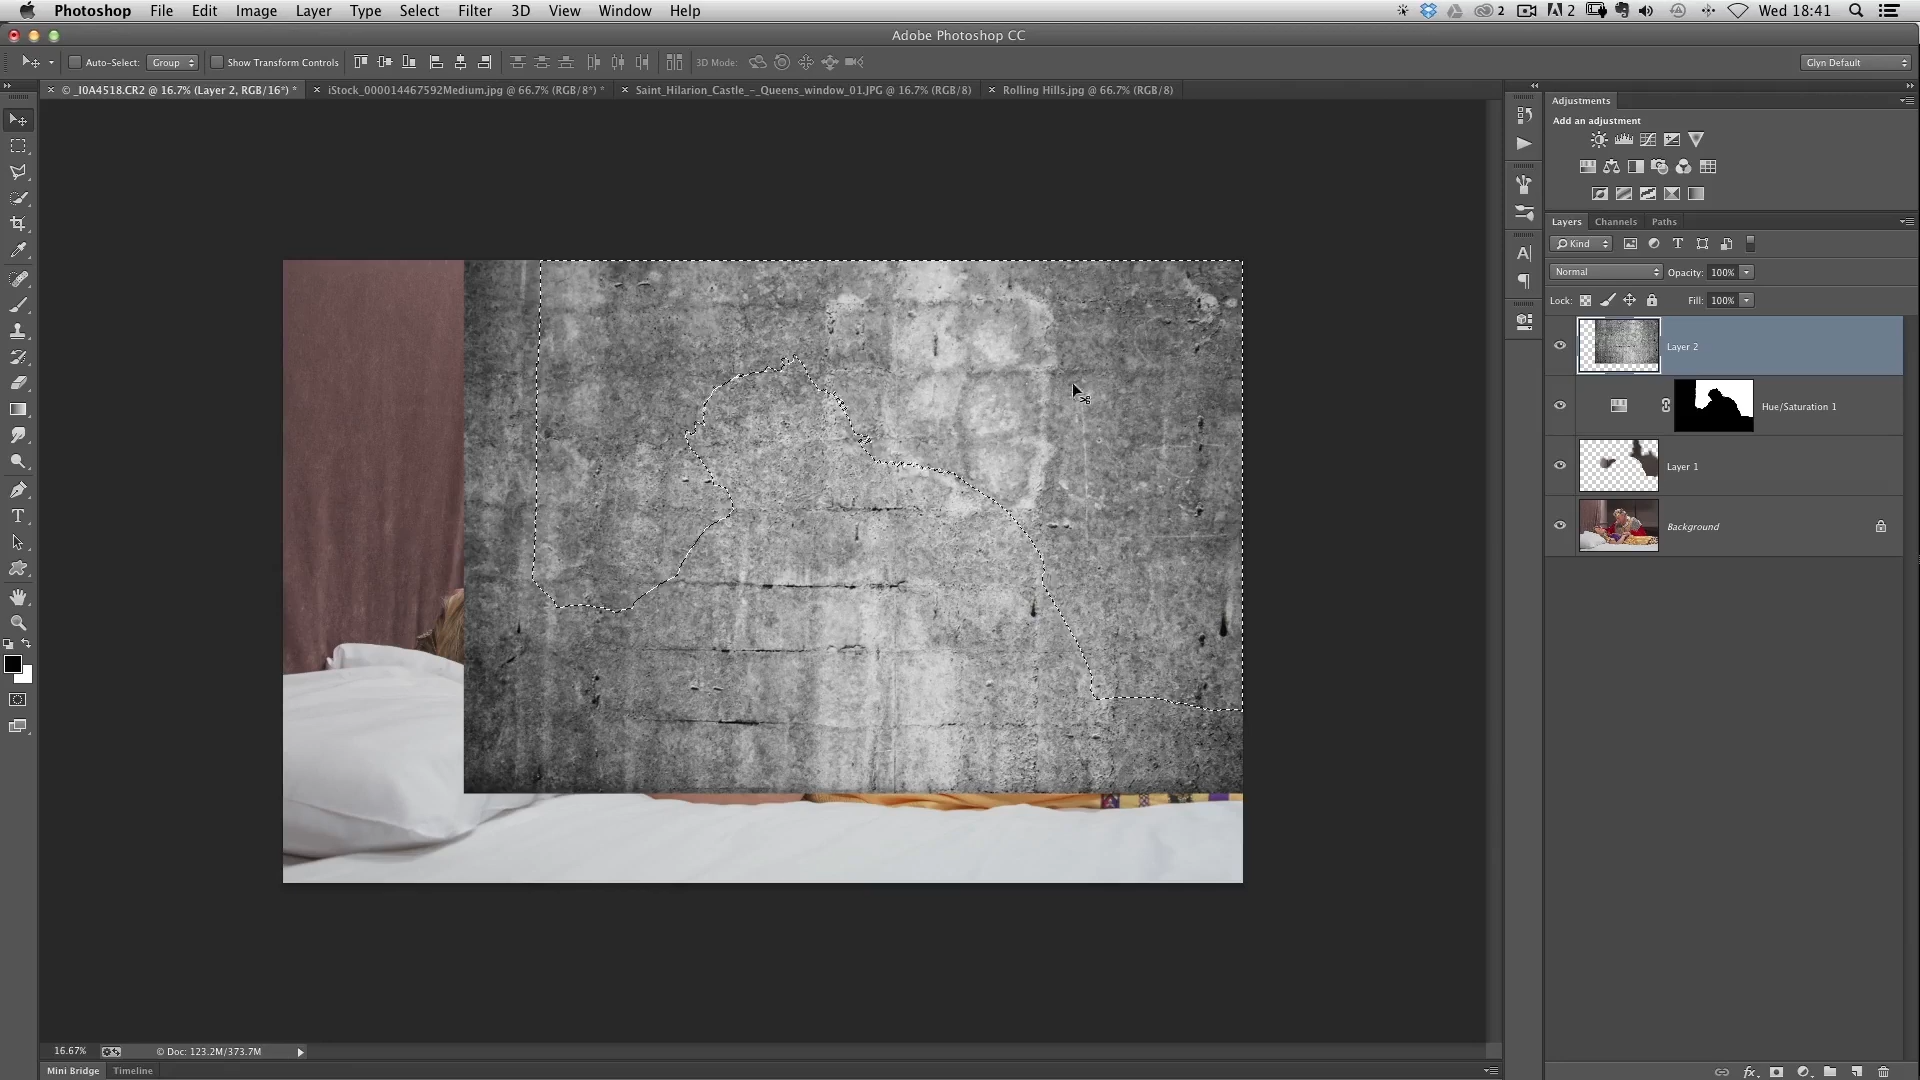 Photoshop File Edit Image Layer Type Select Filter 3D View Window Help 2 2 Wed 18:41
Adobe Photoshop CC
Auto-Select: Group Show Transform Controls 3D Mode: Glyn Default
© _I0A4518.CR2 @ 16.7% (Layer 2, RGB/16*) * iStock_000014467592Medium.jpg @ 66.7% (RGB/8*) * Saint_Hilarion_Castle_-_Queens_window_01.JPG @ 16.7% (RGB/8) Rolling Hills.jpg @ 66.7% (RGB/8)
Adjustments
Add an adjustment
Layers Channels Paths
Kind
Normal Opacity: 100%
Lock: Fill: 100%
Layer 2
Hue/Saturation 1
Layer 1
Background
16.67% © Doc: 123.2M/373.7M
Mini Bridge Timeline